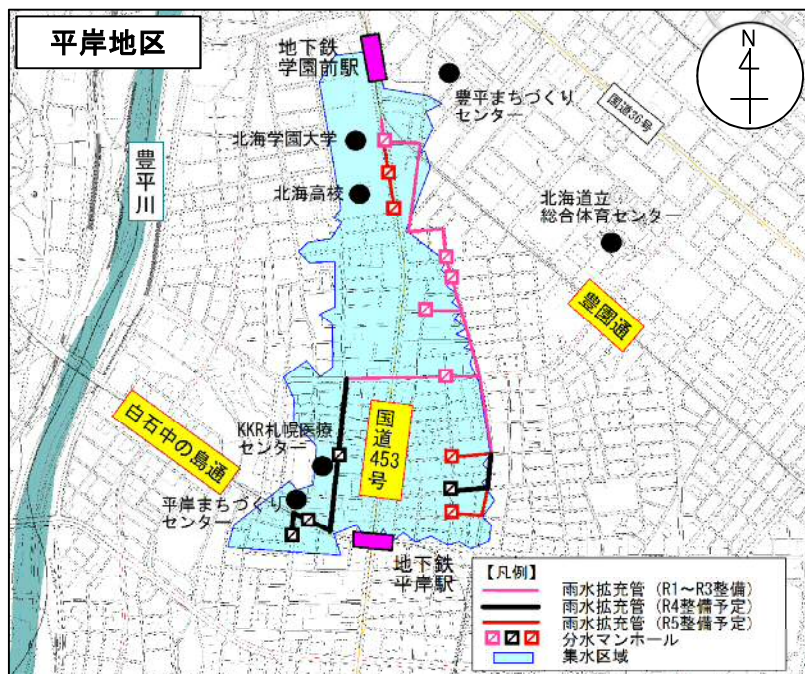 平岸地区
地下鉄
学園前駅
N
豊平まちづくり
センター
国道36号
北海学園大学
豊平川
北海高校
北海道立
総合体育センター
豊園通
白石中の島通
KKR札幌医療
センター
国道
453
号
平岸まちづくり
センター
地下鉄
平岸駅
【凡例】
雨水拡充管（R1～R3整備）
雨水拡充管（R4整備予定）
雨水拡充管（R5整備予定）
分水マンホール
集水区域